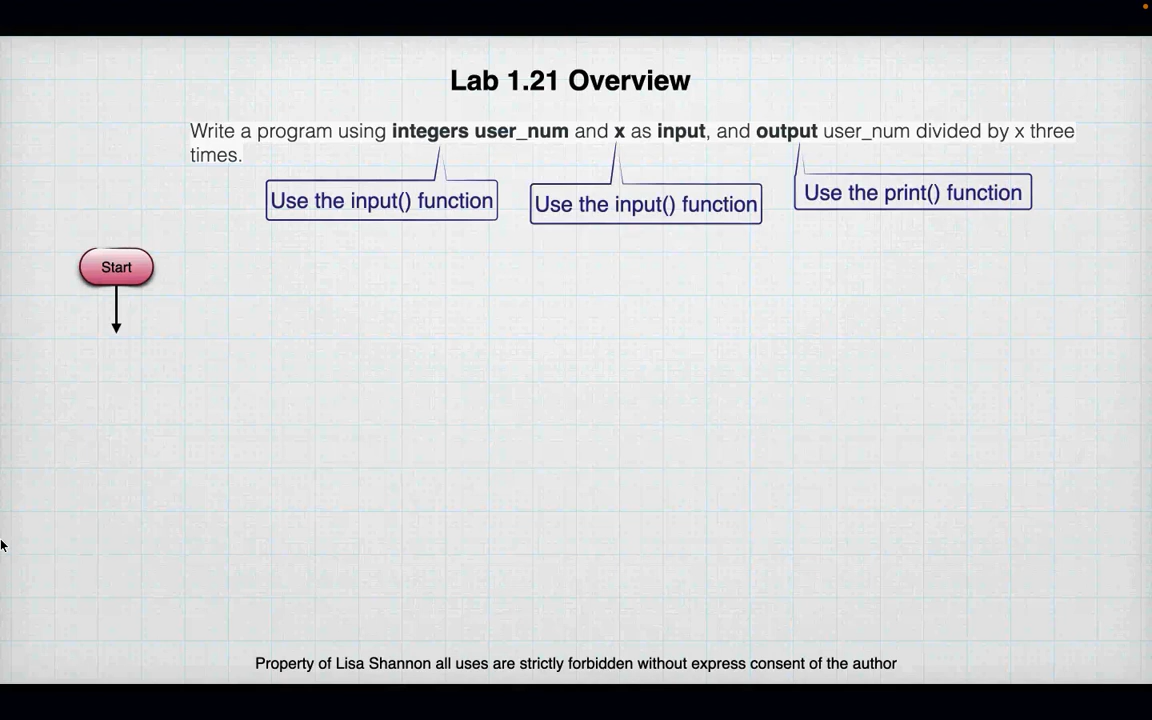 Lab 1.21 Overview
Write a program using integers user_num and x as input, and output user_num divided by x three
times.
Use the input() function
Use the input() function
Use the print() function
Start
Property of Lisa Shannon all uses are strictly forbidden without express consent of the author